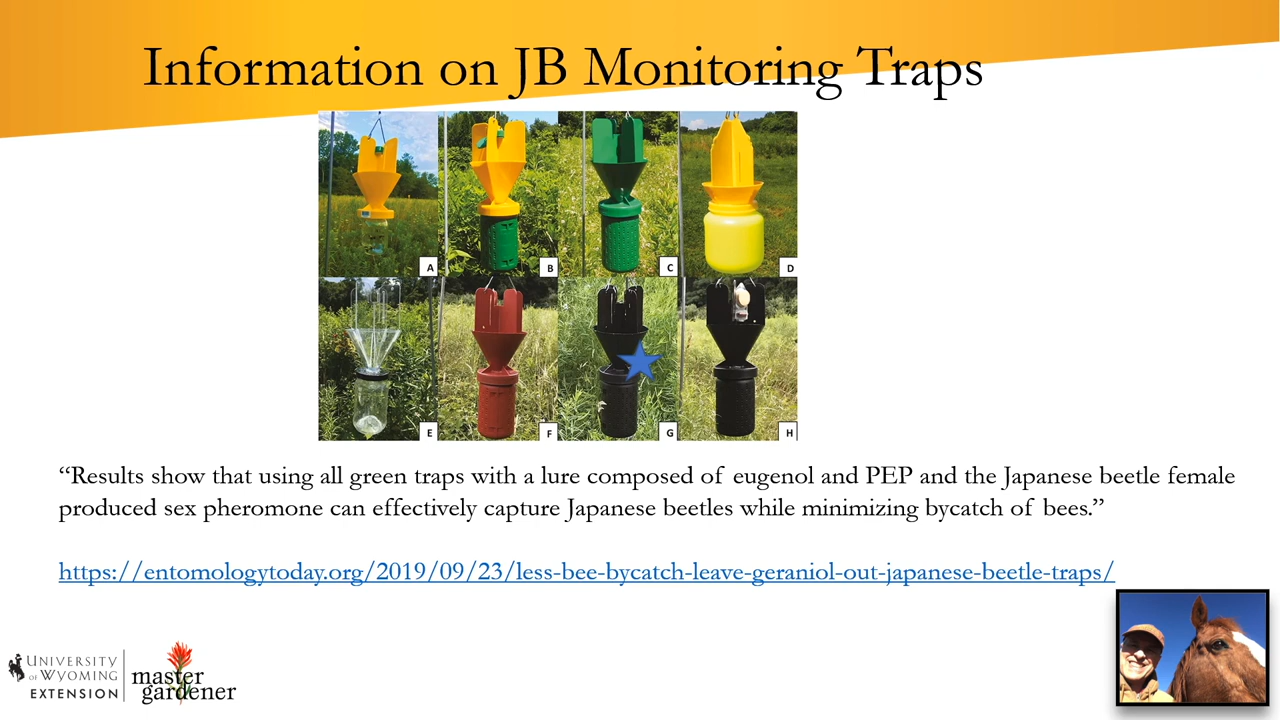 Information on JB Monitoring Traps
A
B
C
D
E
F
G
H
“Results show that using all green traps with a lure composed of eugenol and PEP and the Japanese beetle female
produced sex pheromone can effectively capture Japanese beetles while minimizing bycatch of bees.”
https://entomologytoday.org/2019/09/23/less-bee-bycatch-leave-geraniol-out-japanese-beetle-traps/
UNIVERSITY
OF WYOMING
EXTENSION
master
gardener